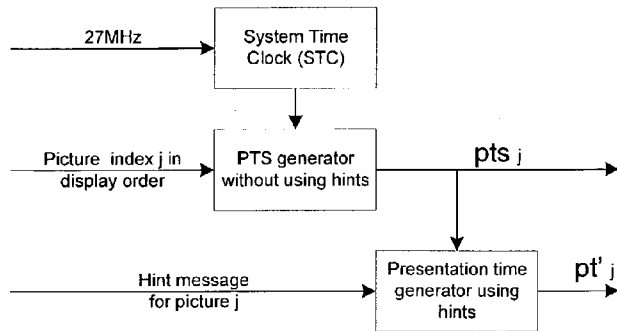 27MHz
System Time
Clock (STC)
Picture index j in
display order
PTS generator
without using hints
pts j
Hint message
for picture j
Presentation time
generator using
hints
pt' j